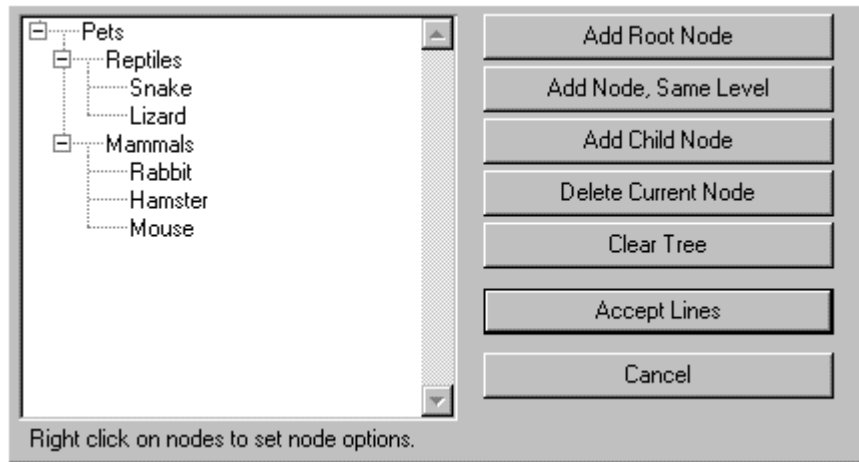 Pets
Reptiles
Snake
Lizard
Mammals
Rabbit
Hamster
Mouse
Right click on nodes to set node options.
Add Root Node
Add Node, Same Level
Add Child Node
Delete Current Node
Clear Tree
Accept Lines
Cancel